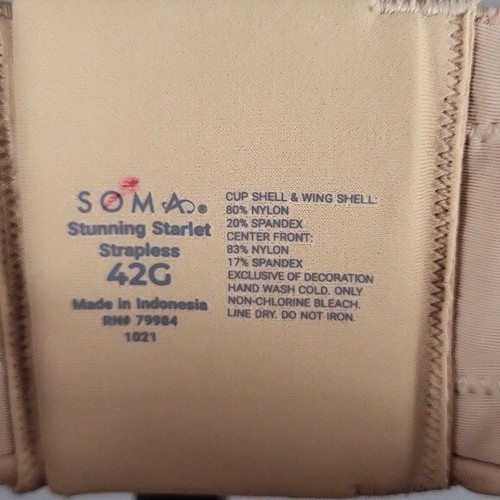 SOMA®
Stunning Starlet
Strapless
42G
Made in Indonesia
RN# 79984
1021
CUP SHELL & WING SHELL:
80% NYLON
20% SPANDEX
CENTER FRONT:
83% NYLON
17% SPANDEX
EXCLUSIVE OF DECORATION
HAND WASH COLD. ONLY
NON-CHLORINE BLEACH.
LINE DRY. DO NOT IRON.